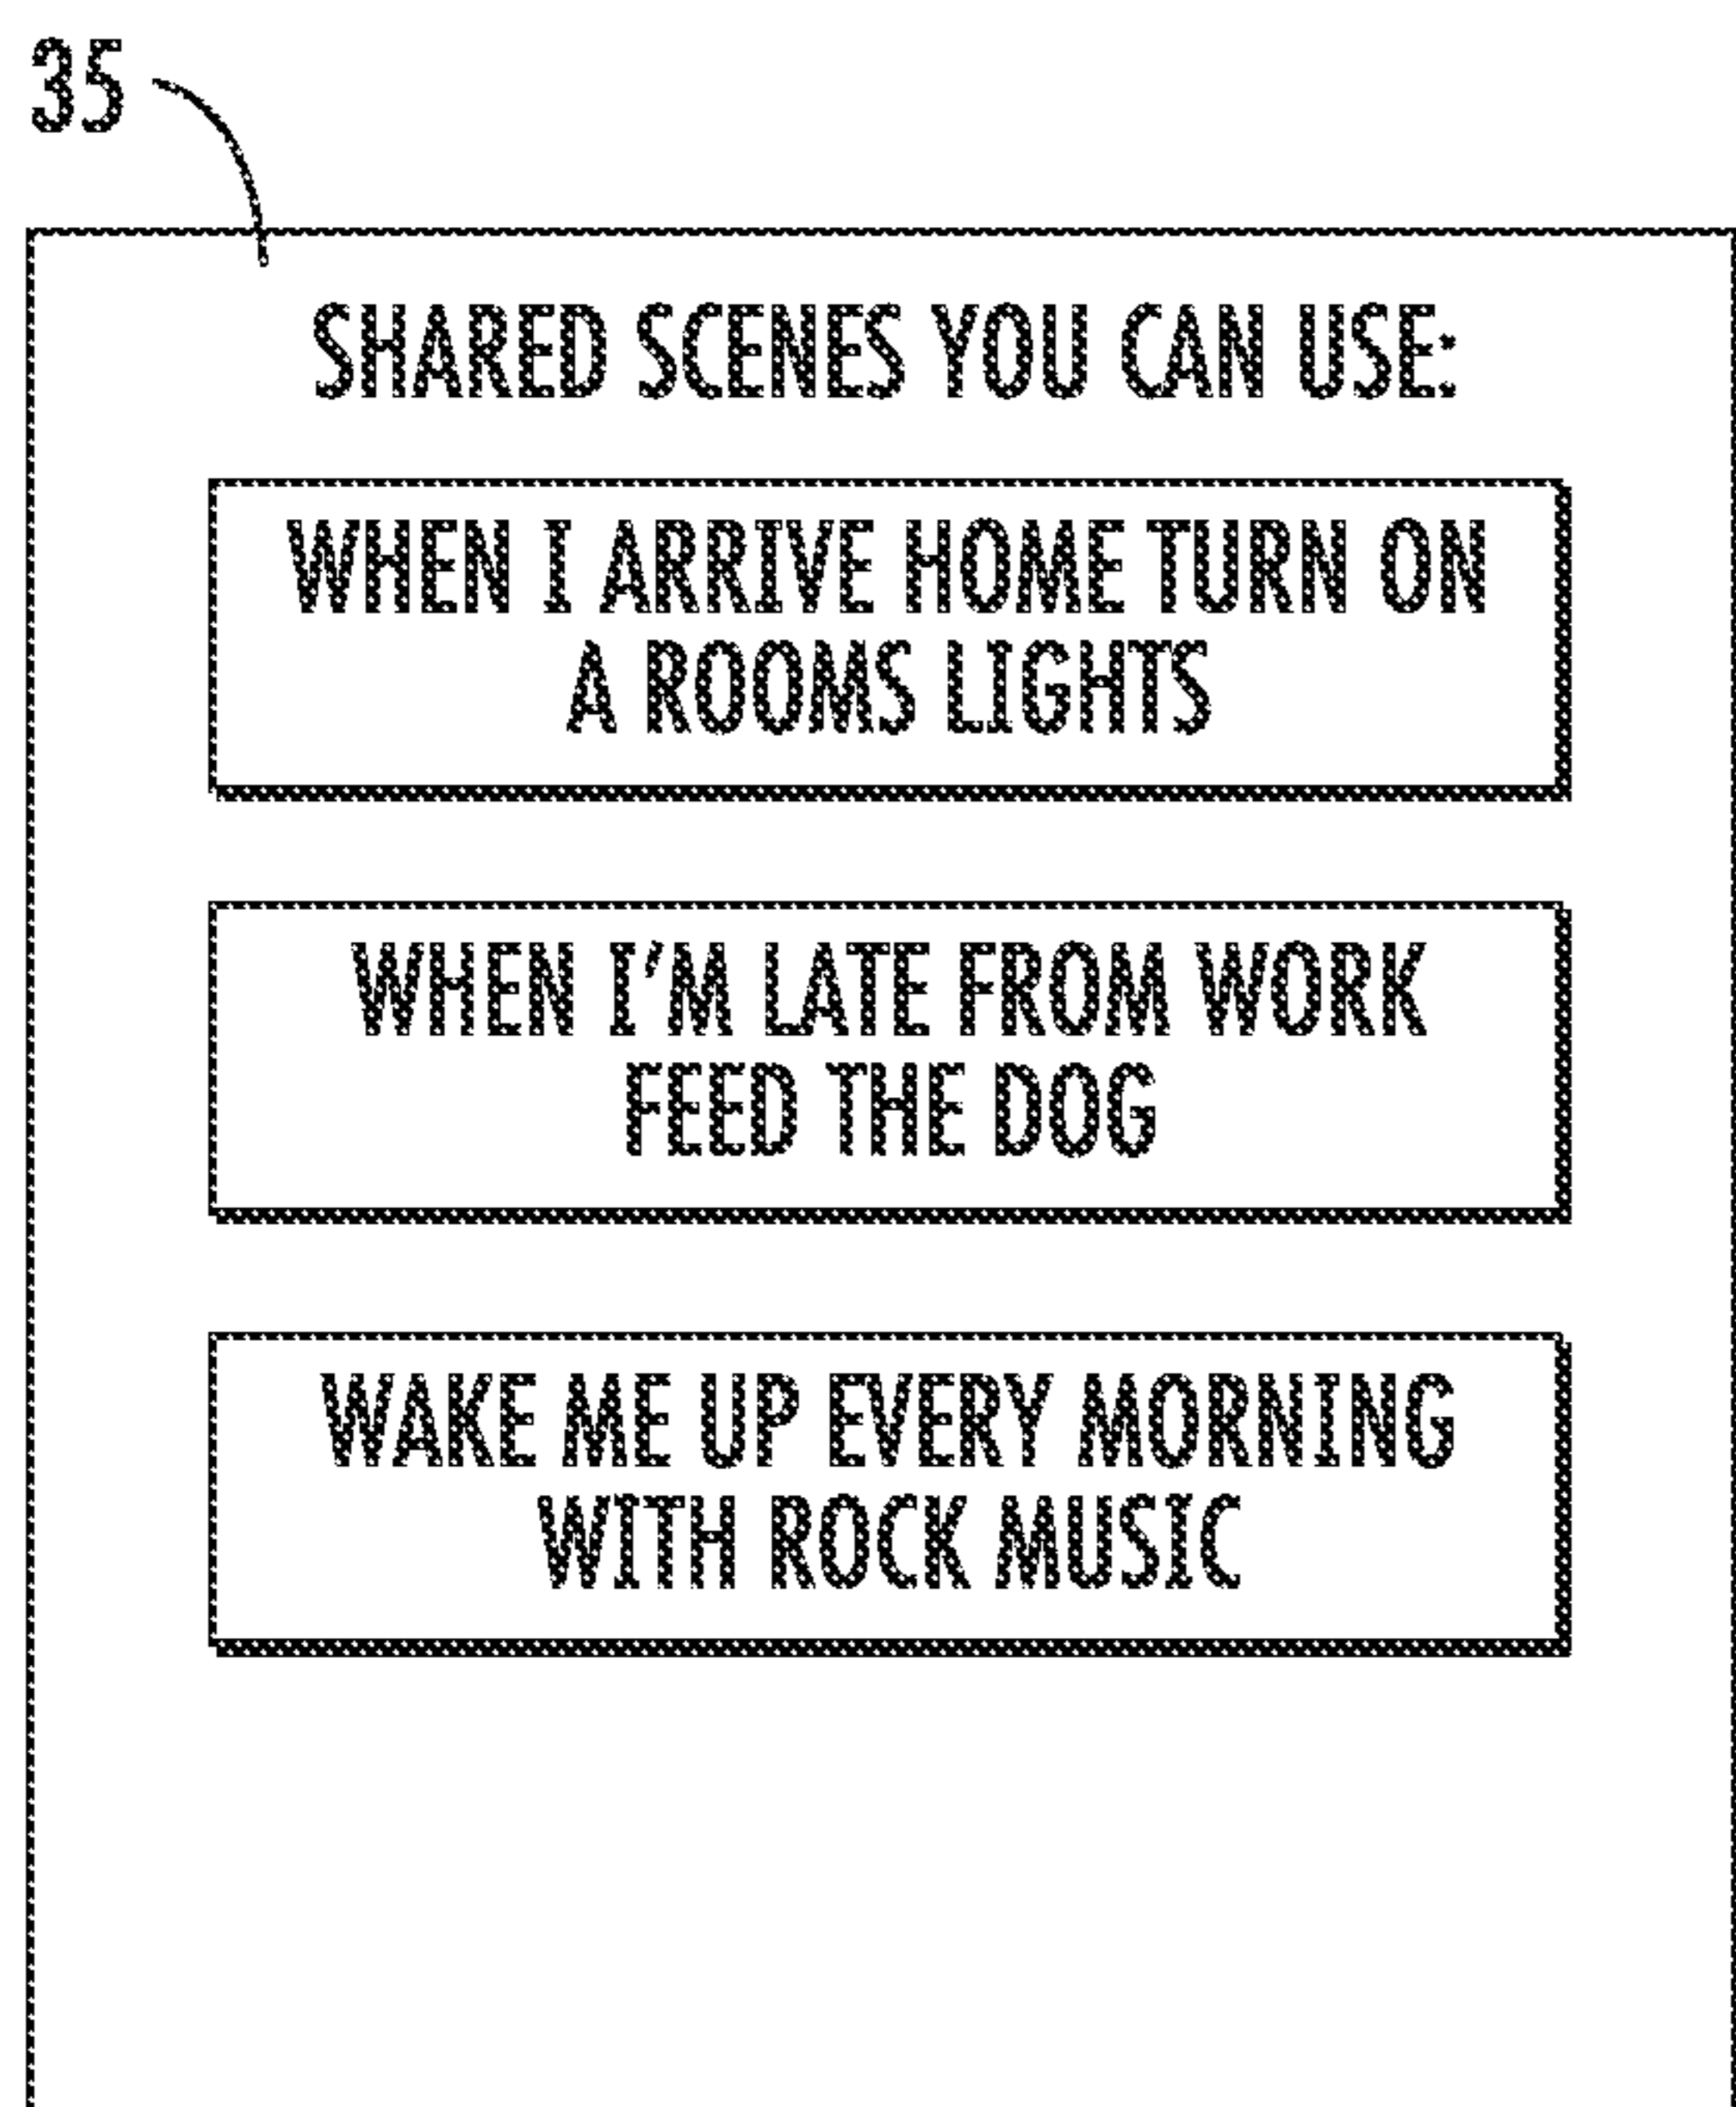 35
SHARED SCENES YOU CAN USE:
WHEN I ARRIVE HOME TURN ON
A ROOMS LIGHTS
WHEN I'M LATE FROM WORK
FEED THE DOG
WAKE ME UP EVERY MORNING
WITH ROCK MUSIC